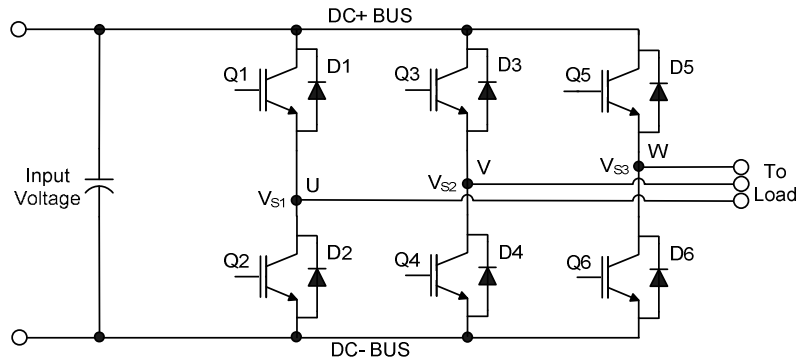 DC+ BUS
Q1
D1
Q3
D3
Q5
D5
Input
Voltage
VS1
U
VS2
V
VS3
W
To
Load
Q2
D2
Q4
D4
Q6
D6
DC- BUS